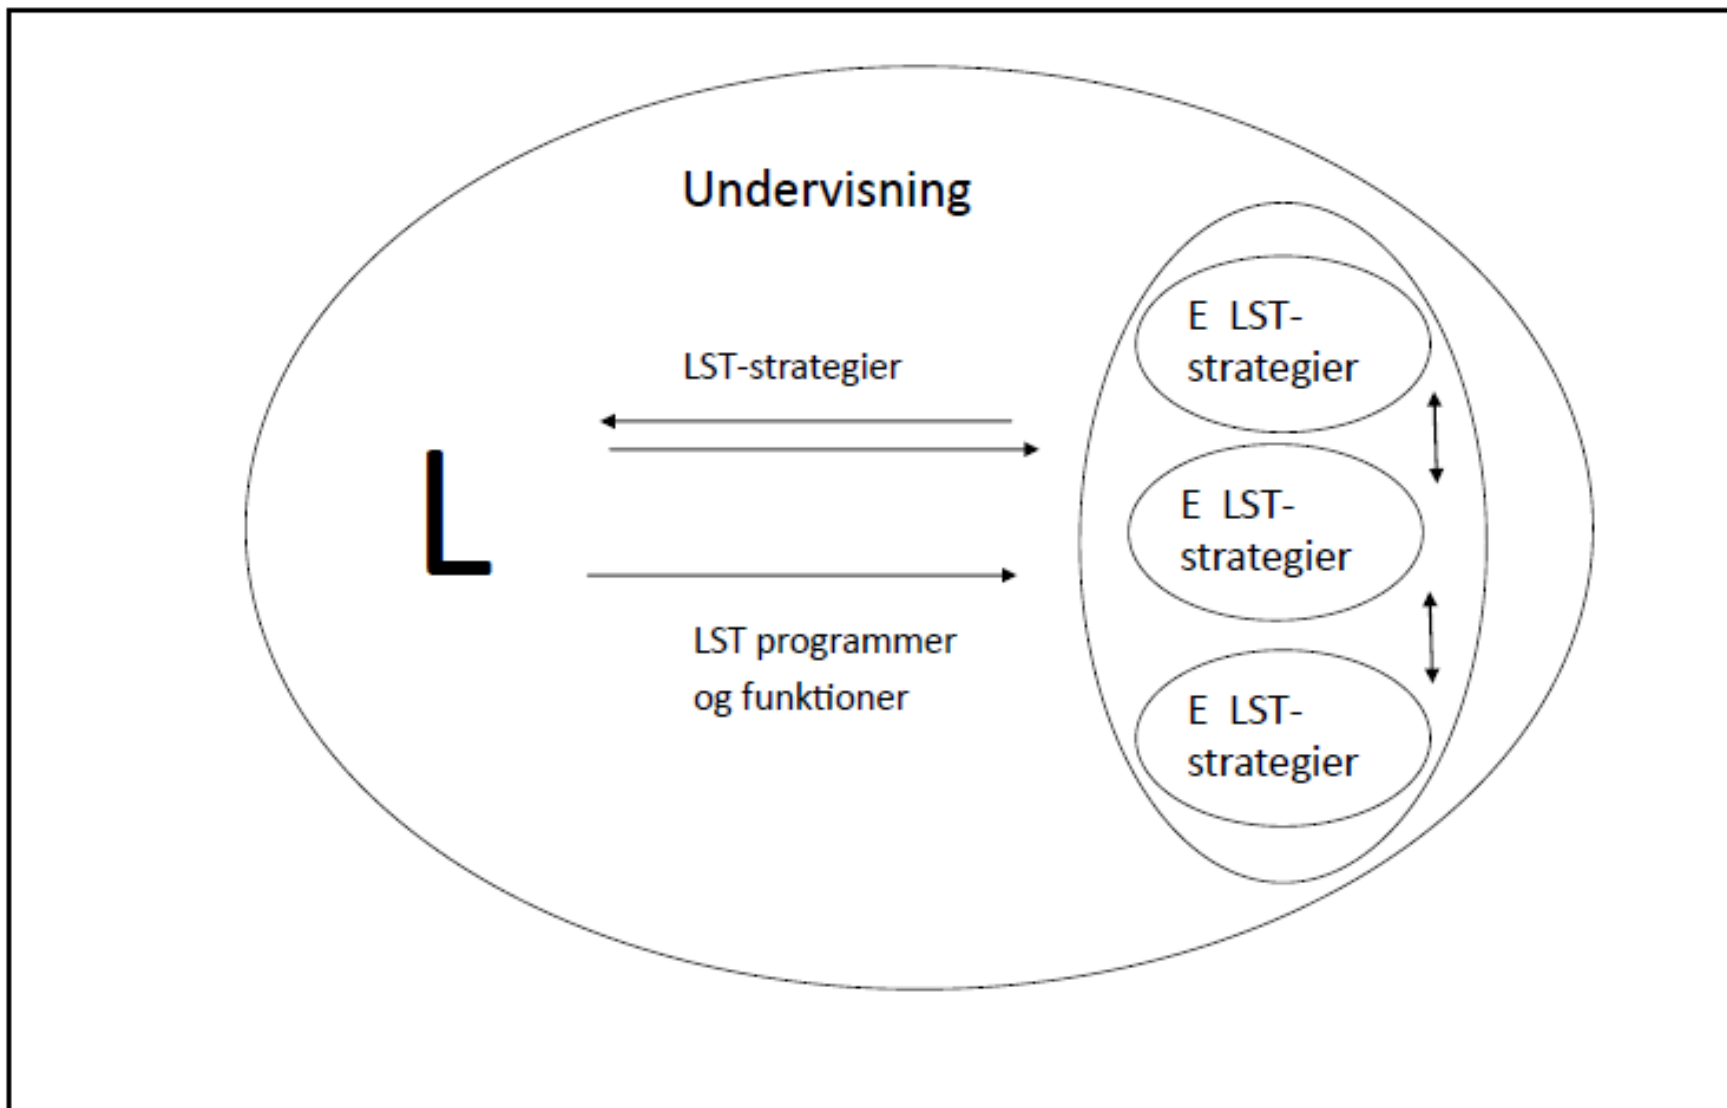 Undervisning
LST-strategier
L
LST programmer
og funktioner
E LST-
strategier
E LST-
strategier
E LST-
strategier